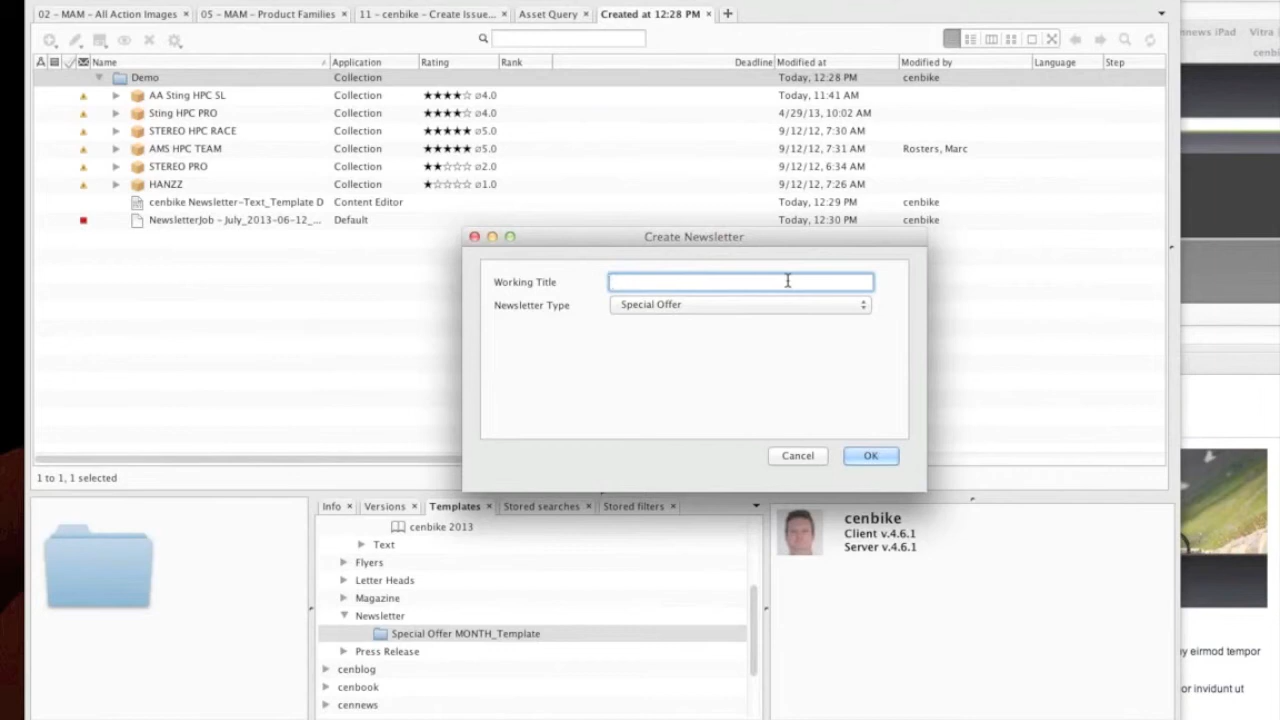 02 – MAM – All Action Images × 05 – MAM – Product Families × 11 – cenbike – Create Issue... × Asset Query × Created at 12:28 PM × +
nnews iPad Vitra
cenbi
A Name Application Rating Rank Deadline Modified at Modified by Language Step
Demo Collection Today, 12:28 PM cenbike
AA Sting HPC SL Collection ★★★★☆ ⌀4.0 Today, 11:41 AM
Sting HPC PRO Collection ★★★★☆ ⌀4.0 4/29/13, 10:02 AM
STEREO HPC RACE Collection ★★★★★ ⌀5.0 9/12/12, 7:30 AM
AMS HPC TEAM Collection ★★★★★ ⌀5.0 9/12/12, 7:31 AM Rosters, Marc
STEREO PRO Collection ★★☆☆☆ ⌀2.0 9/12/12, 6:34 AM
HANZZ Collection ★☆☆☆☆ ⌀1.0 9/12/12, 7:26 AM
cenbike Newsletter–Text_Template D Content Editor Today, 12:29 PM cenbike
NewsletterJob – July_2013–06–12_... Default Today, 12:30 PM cenbike
Create Newsletter
Working Title
Newsletter Type Special Offer
Cancel OK
1 to 1, 1 selected
Info × Versions × Templates × Stored searches × Stored filters ×
cenbike 2013
Text
Flyers
Letter Heads
Magazine
Newsletter
Special Offer MONTH_Template
Press Release
cenblog
cenbook
cennews
cenbike
Client v.4.6.1
Server v.4.6.1
y eirmod tempor
or invidunt ut